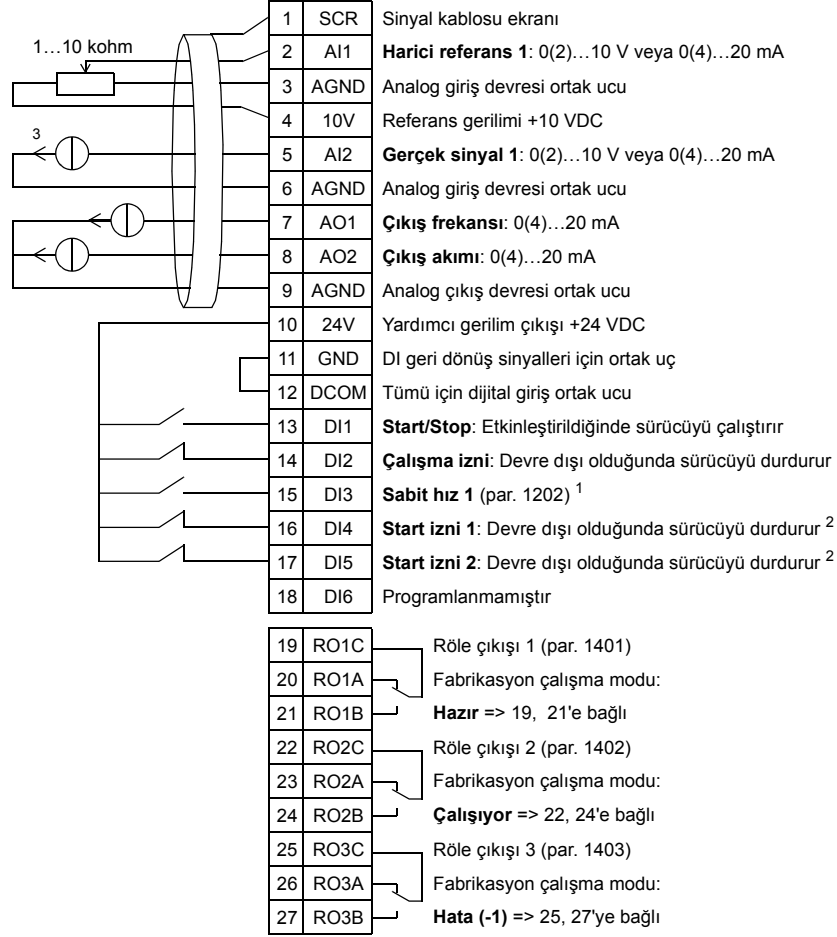 1 SCR Sinyal kablosu ekranı
1…10 kohm
2 AI1 Harici referans 1: 0(2)…10 V veya 0(4)…20 mA
3 AGND Analog giriş devresi ortak ucu
4 10V Referans gerilimi +10 VDC
3
5 AI2 Gerçek sinyal 1: 0(2)…10 V veya 0(4)…20 mA
6 AGND Analog giriş devresi ortak ucu
7 AO1 Çıkış frekansı: 0(4)…20 mA
8 AO2 Çıkış akımı: 0(4)…20 mA
9 AGND Analog çıkış devresi ortak ucu
10 24V Yardımcı gerilim çıkışı +24 VDC
11 GND DI geri dönüş sinyalleri için ortak uç
12 DCOM Tümü için dijital giriş ortak ucu
13 DI1 Start/Stop: Etkinleştirildiğinde sürücüyü çalıştırır
14 DI2 Çalışma izni: Devre dışı olduğunda sürücüyü durdurur
15 DI3 Sabit hız 1 (par. 1202) 1
16 DI4 Start izni 1: Devre dışı olduğunda sürücüyü durdurur 2
17 DI5 Start izni 2: Devre dışı olduğunda sürücüyü durdurur 2
18 DI6 Programlanmamıştır
19 RO1C Röle çıkışı 1 (par. 1401)
20 RO1A Fabrikasyon çalışma modu:
21 RO1B Hazır => 19, 21'e bağlı
22 RO2C Röle çıkışı 2 (par. 1402)
23 RO2A Fabrikasyon çalışma modu:
24 RO2B Çalışıyor => 22, 24'e bağlı
25 RO3C Röle çıkışı 3 (par. 1403)
26 RO3A Fabrikasyon çalışma modu:
27 RO3B Hata (-1) => 25, 27'ye bağlı